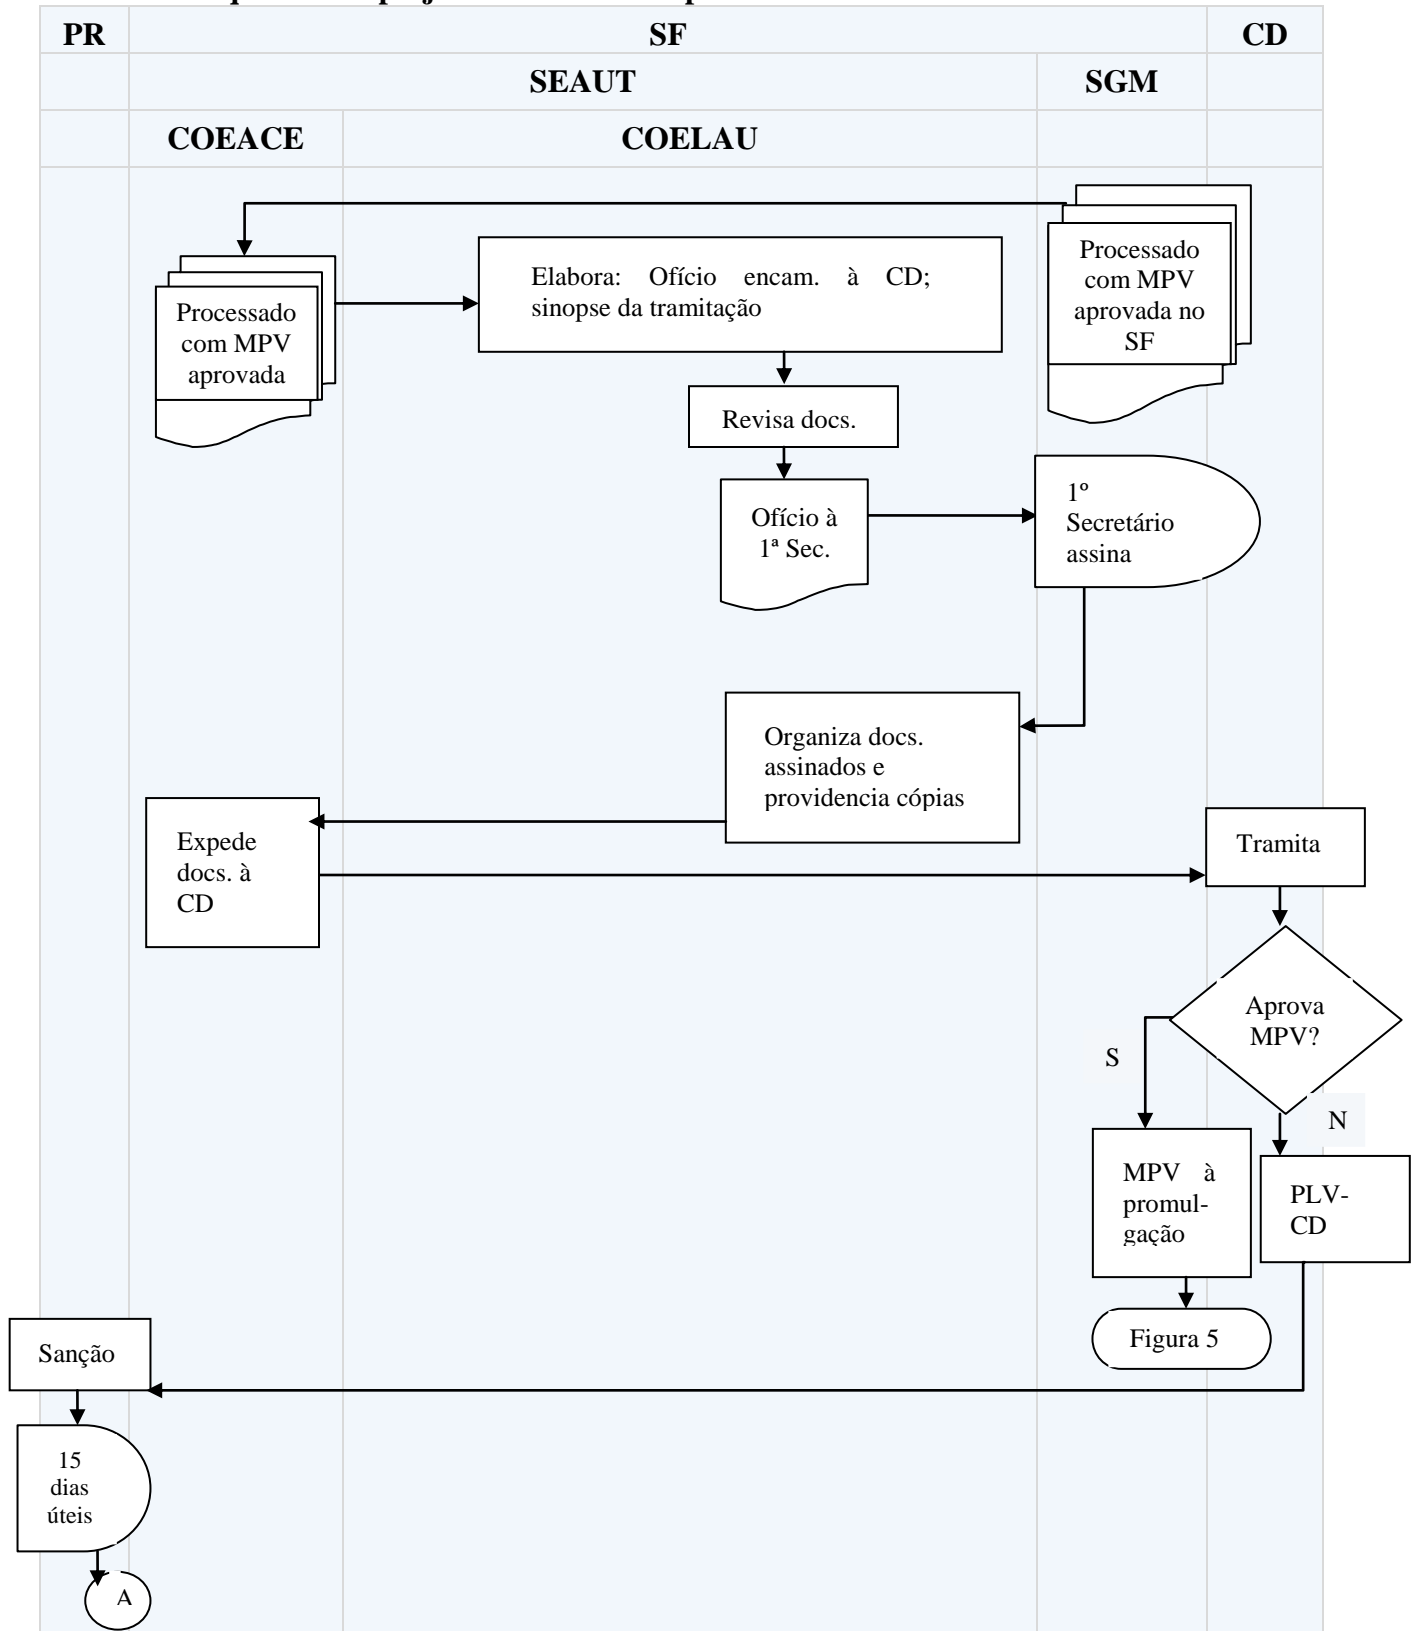 PR SF CD
SEAUT SGM
COEACE COELAU
Processado
com MPV
aprovada no
SF
Processado
com MPV
aprovada
Elabora: Ofício encam. à CD;
sinopse da tramitação
Revisa docs.
Ofício à
1ª Sec.
1º
Secretário
assina
Organiza docs.
assinados e
providencia cópias
Expede
docs. à
CD
Tramita
Aprova
MPV?
S
N
MPV à
promul-
gação
PLV-
CD
Figura 5
Sanção
15
dias
úteis
A